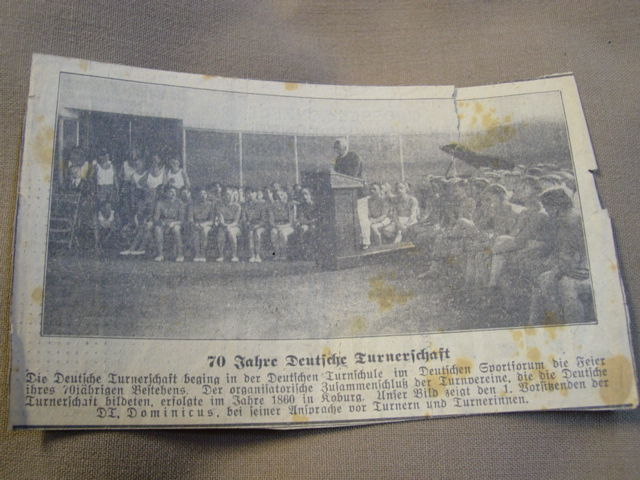 70 Jahre Deutsche Turnerschaft
Die Deutsche Turnerschaft beging in der Deutschen Turnschule im Deutschen Sportforum die Feier
ihres 70jährigen Bestehens. Der organisatorische Zusammenschluß der Turnvereine, die die Deutsche
Turnerschaft bildeten, erfolgte im Jahre 1860 in Koburg. Unser Bild zeigt den 1. Vorsitzenden der
DT, Dominicus, bei seiner Ansprache vor Turnern und Turnerinnen.